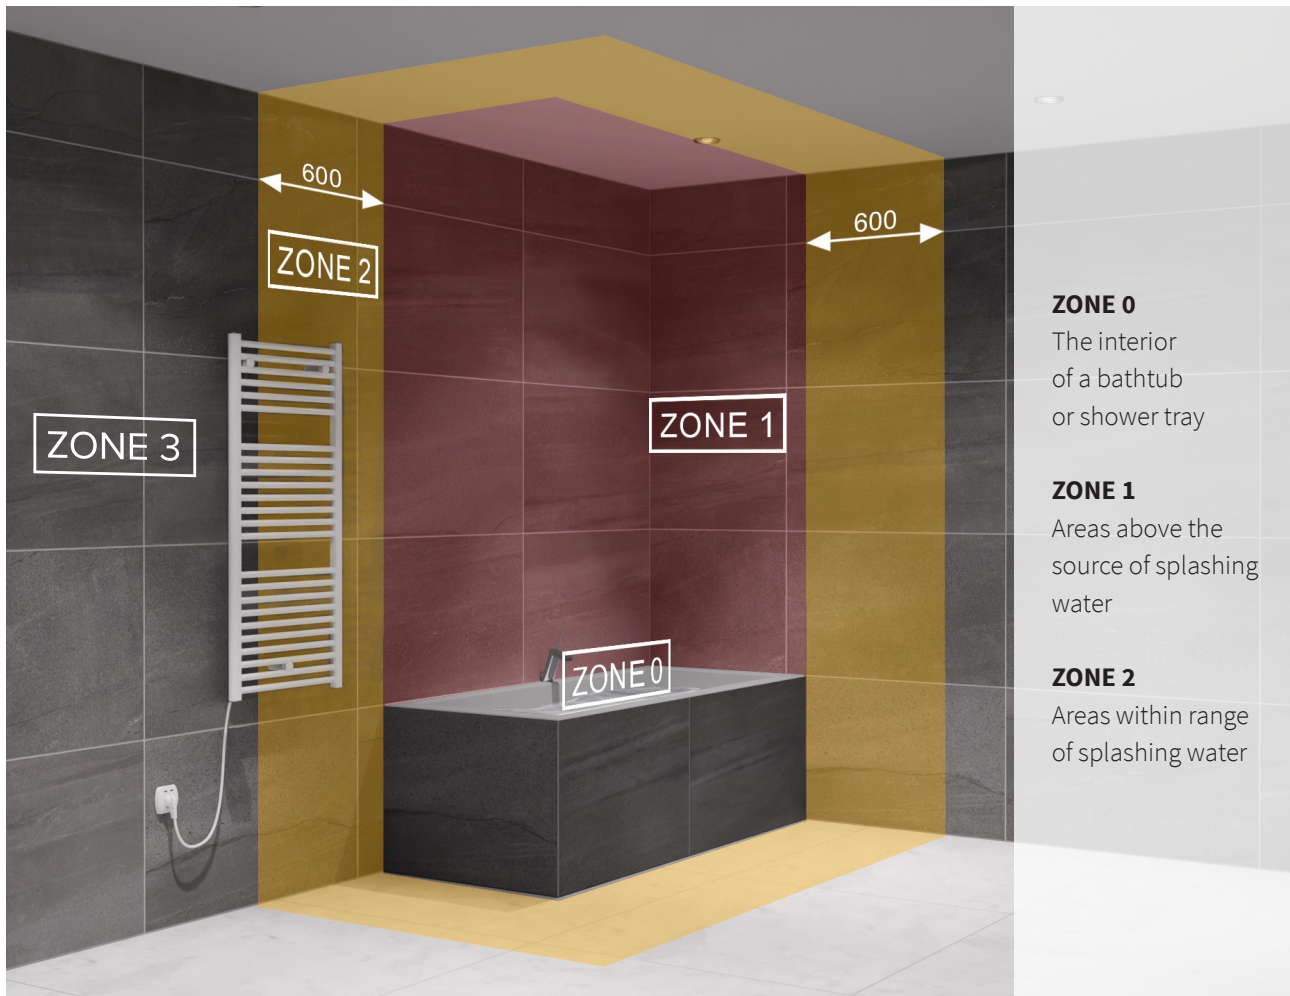 600
600
ZONE 2
ZONE 3
ZONE 1
ZONE 0
ZONE 0
The interior
of a bathtub
or shower tray
ZONE 1
Areas above the
source of splashing
water
ZONE 2
Areas within range
of splashing water